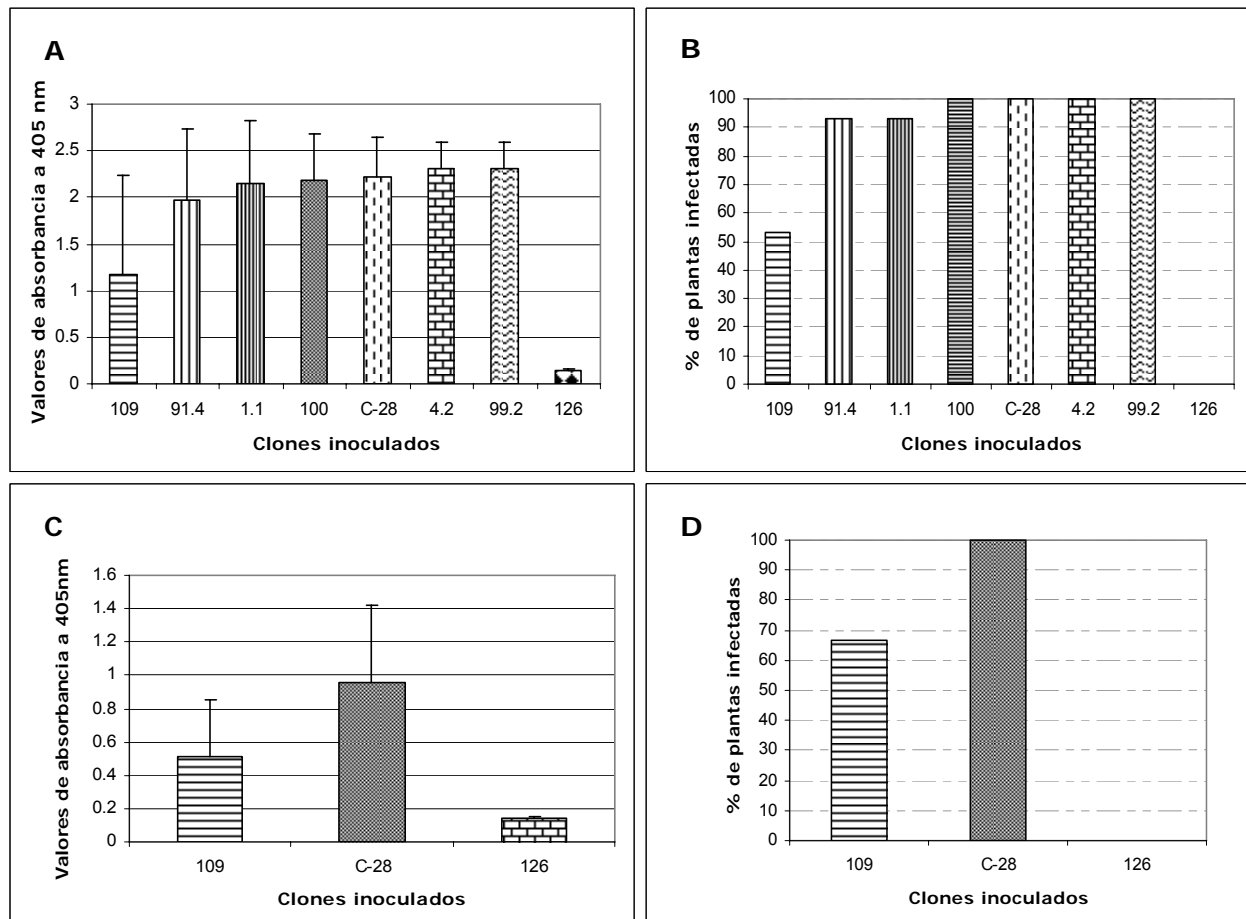 A
Valores de absorbancia a 405 nm
3
2.5
2
1.5
1
0.5
0
109 91.4 1.1 100 C-28 4.2 99.2 126
Clones inoculados
B
% de plantas infectadas
100
90
80
70
60
50
40
30
20
10
0
109 91.4 1.1 100 C-28 4.2 99.2 126
Clones inoculados
C
Valores de absorbancia a 405nm
1.6
1.4
1.2
1
0.8
0.6
0.4
0.2
0
109 C-28 126
Clones inoculados
D
% de plantas infectadas
100
90
80
70
60
50
40
30
20
10
0
109 C-28 126
Clones inoculados